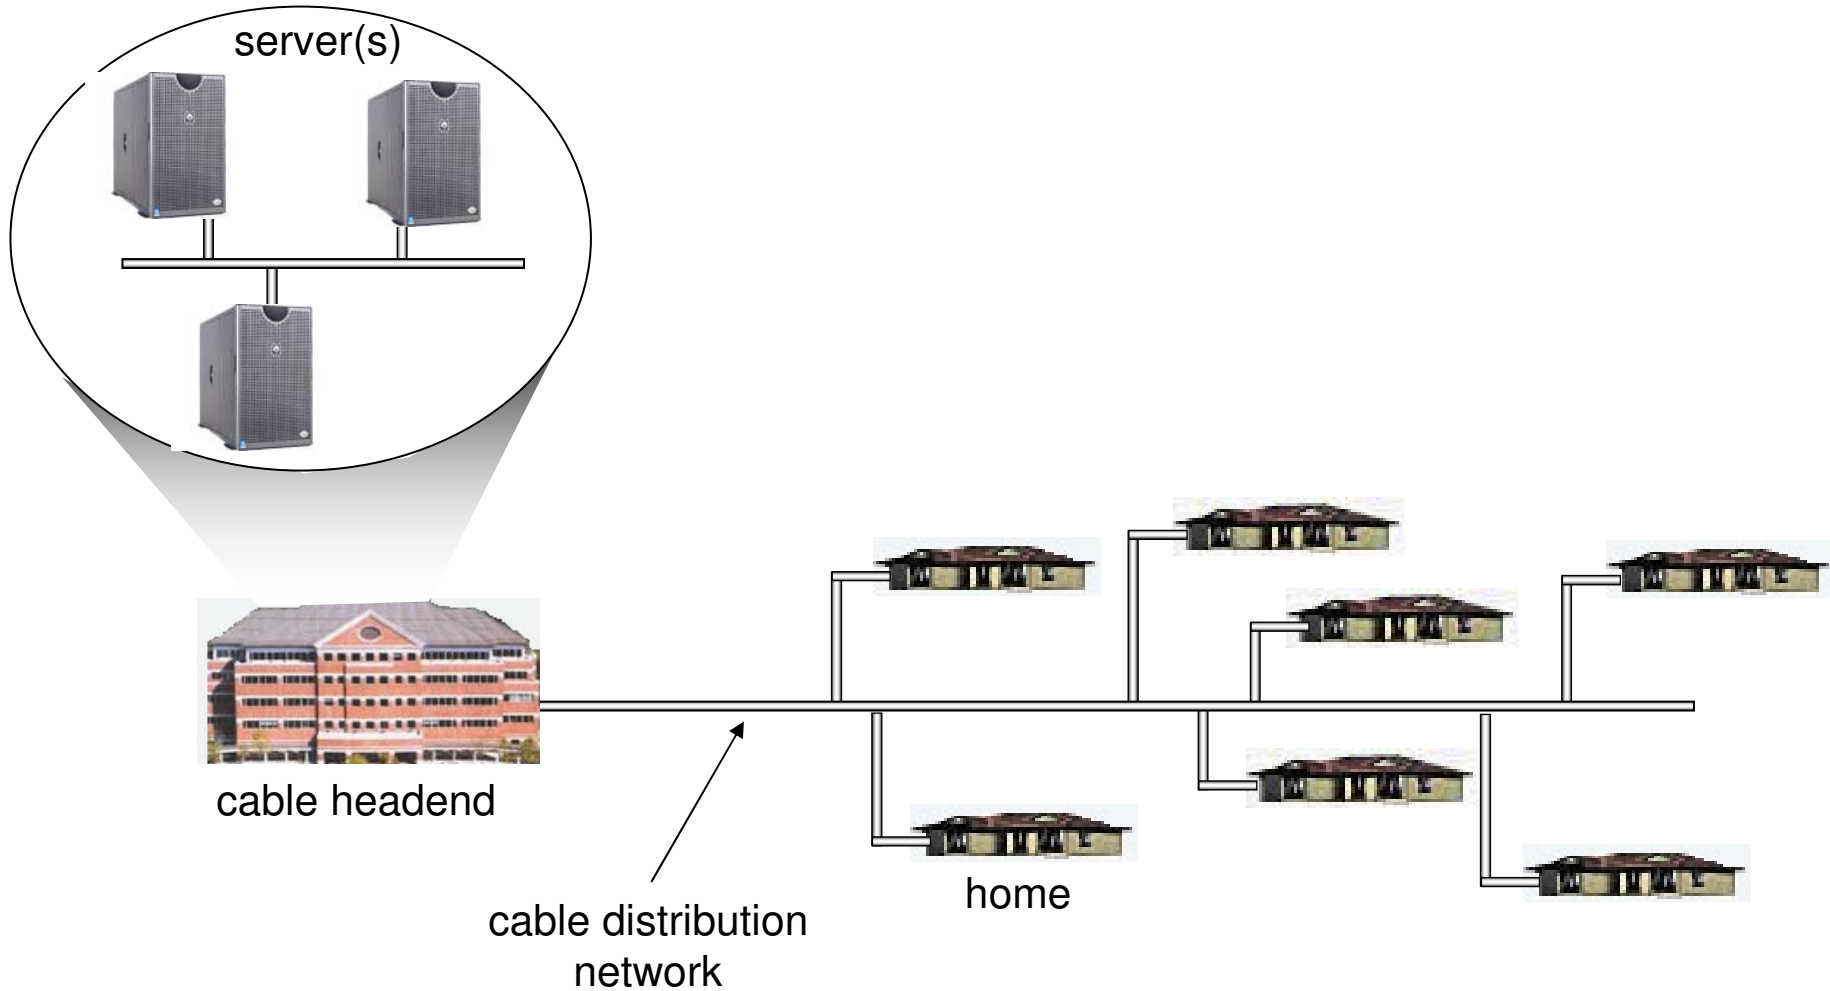 server(s)
cable headend
home
cable distribution
network